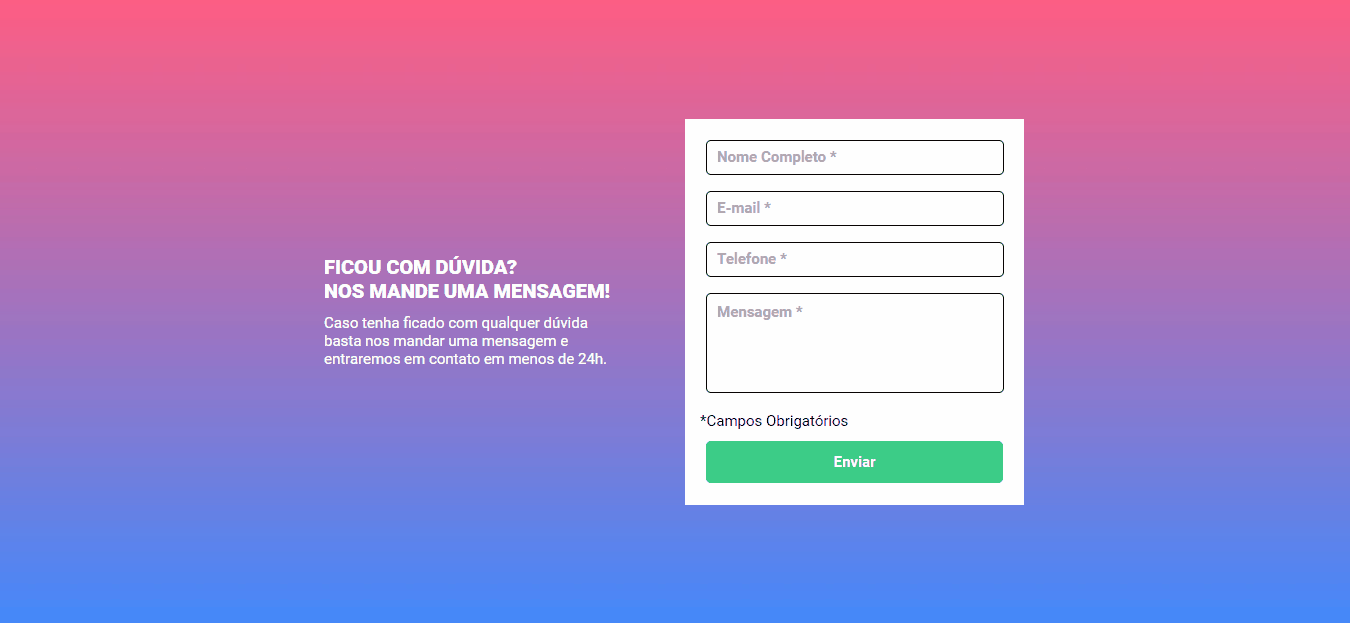 FICOU COM DÚVIDA?
NOS MANDE UMA MENSAGEM!
Caso tenha ficado com qualquer dúvida
basta nos mandar uma mensagem e
entraremos em contato em menos de 24h.
Nome Completo *
E-mail *
Telefone *
Mensagem *
*Campos Obrigatórios
Enviar